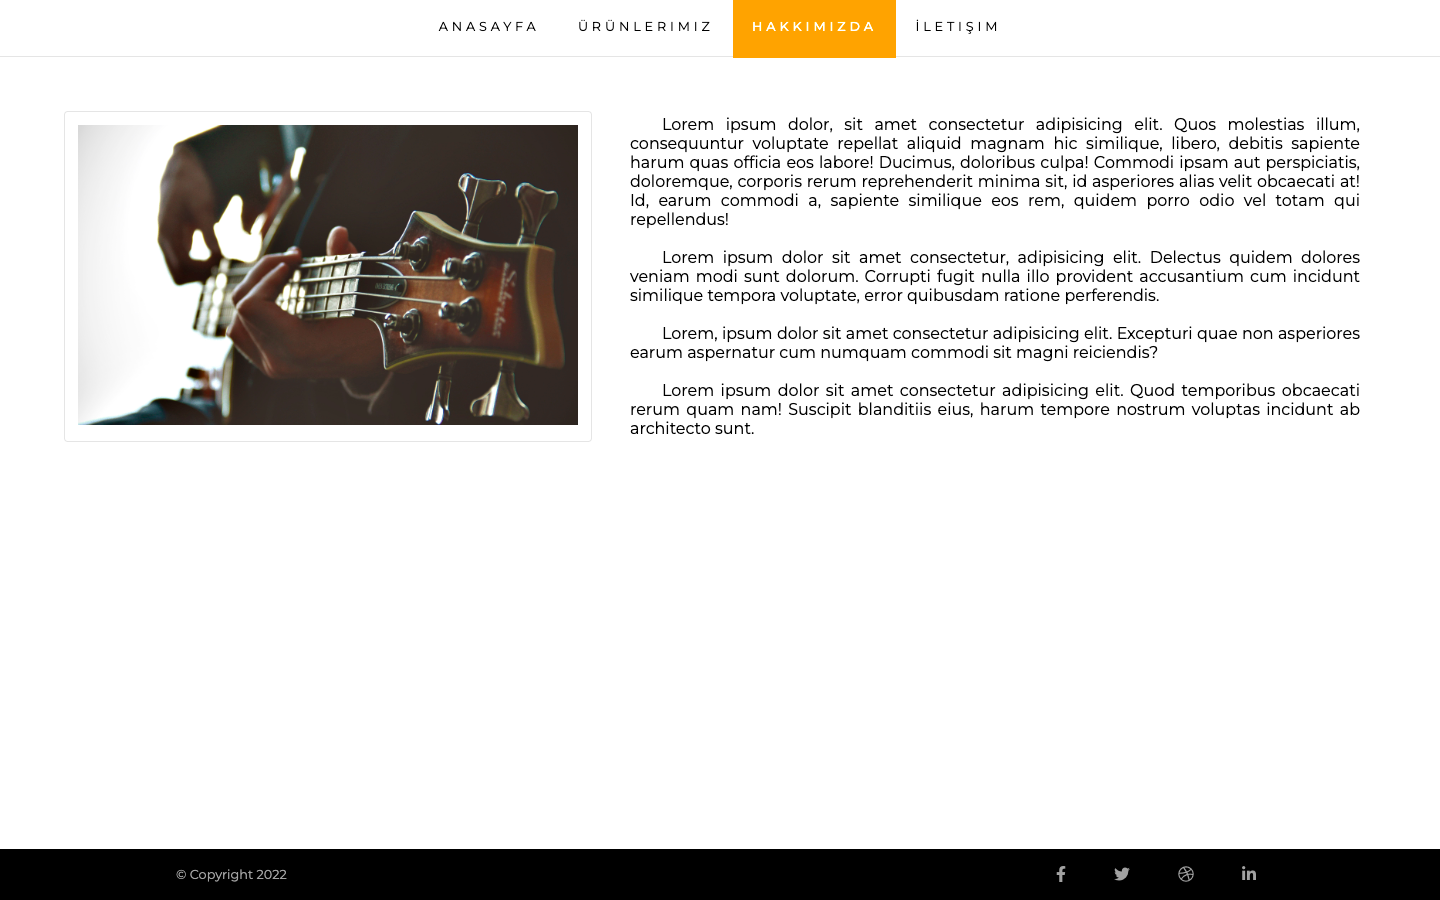 ANASAYFA ÜRÜNLERIMIZ HAKKIMIZDA İLETIŞIM
Lorem ipsum dolor, sit amet consectetur adipisicing elit. Quos molestias illum,
consequuntur voluptate repellat aliquid magnam hic similique, libero, debitis sapiente
harum quas officia eos labore! Ducimus, doloribus culpa! Commodi ipsam aut perspiciatis,
doloremque, corporis rerum reprehenderit minima sit, id asperiores alias velit obcaecati at!
Id, earum commodi a, sapiente similique eos rem, quidem porro odio vel totam qui
repellendus!
Lorem ipsum dolor sit amet consectetur, adipisicing elit. Delectus quidem dolores
veniam modi sunt dolorum. Corrupti fugit nulla illo provident accusantium cum incidunt
similique tempora voluptate, error quibusdam ratione perferendis.
Lorem, ipsum dolor sit amet consectetur adipisicing elit. Excepturi quae non asperiores
earum aspernatur cum numquam commodi sit magni reiciendis?
Lorem ipsum dolor sit amet consectetur adipisicing elit. Quod temporibus obcaecati
rerum quam nam! Suscipit blanditiis eius, harum tempore nostrum voluptas incidunt ab
architecto sunt.
© Copyright 2022